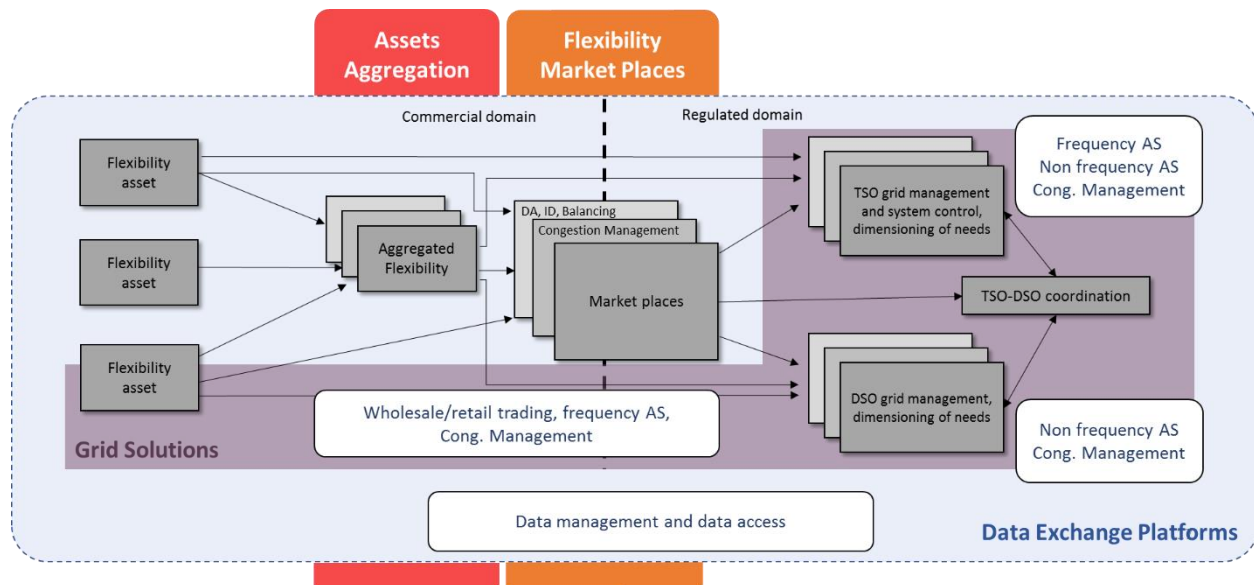 Assets
Aggregation
Flexibility
Market Places
Commercial domain
Regulated domain
Flexibility
asset
Flexibility
asset
Flexibility
asset
Aggregated
Flexibility
DA, ID, Balancing
Congestion Management
Market places
TSO grid management
and system control,
dimensioning of needs
Frequency AS
Non frequency AS
Cong. Management
TSO-DSO coordination
DSO grid management,
dimensioning of needs
Non frequency AS
Cong. Management
Wholesale/retail trading, frequency AS,
Cong. Management
Grid Solutions
Data management and data access
Data Exchange Platforms